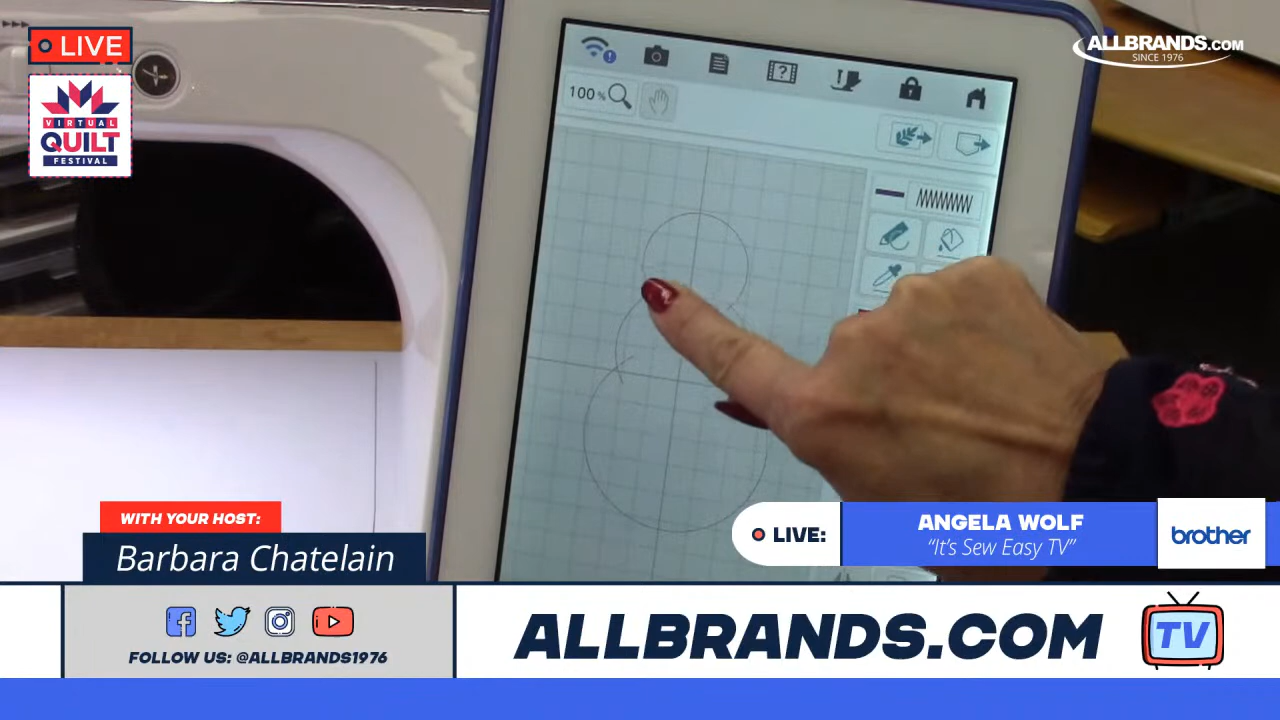 LIVE
VIRTUAL
QUILT
FESTIVAL
ALLBRANDS.COM
SINCE 1976
100 %
?
WITH YOUR HOST:
Barbara Chatelain
LIVE:
ANGELA WOLF
“It’s Sew Easy TV”
brother
FOLLOW US: @ALLBRANDS1976
ALLBRANDS.COM
TV